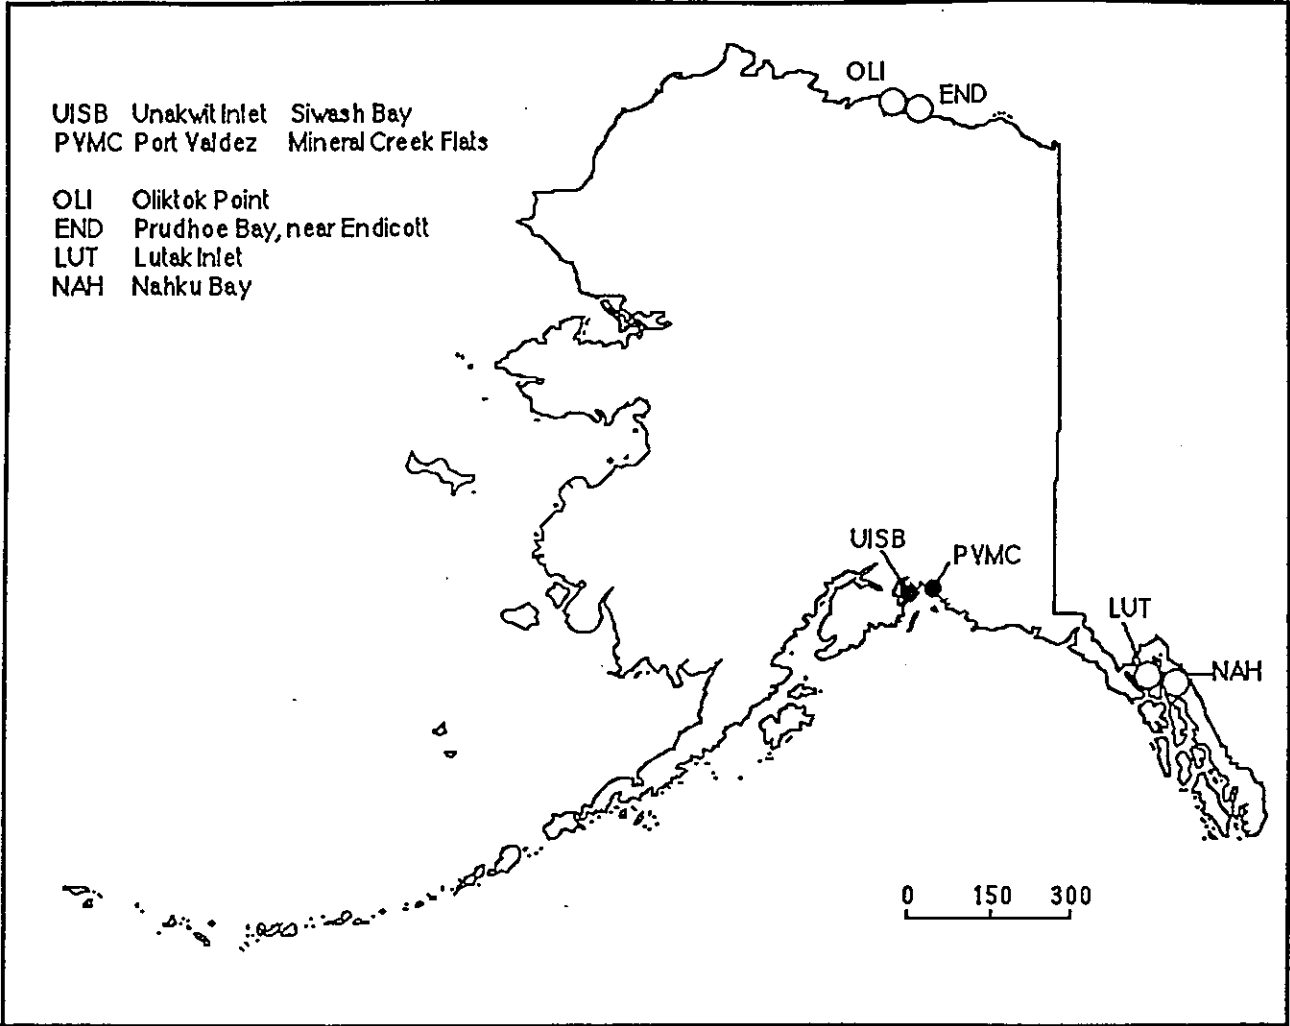 UISB Unakwit Inlet Siwash Bay
PVMC Port Valdez Mineral Creek Flats
OLI Oliktok Point
END Prudhoe Bay, near Endicott
LUT Lutak Inlet
NAH Nahku Bay
OLI
END
UISB
PVMC
LUT
NAH
0 150 300